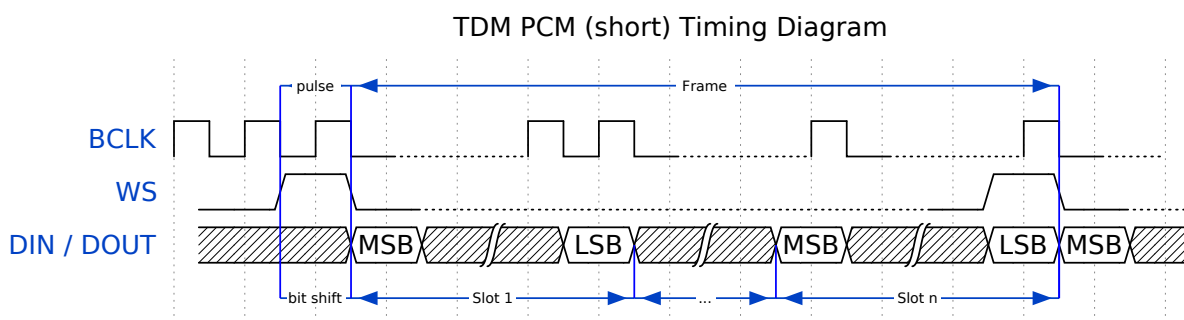 TDM PCM (short) Timing Diagram
pulse
Frame
BCLK
WS
DIN / DOUT
MSB
LSB
MSB
LSB
MSB
bit shift
Slot 1
...
Slot n